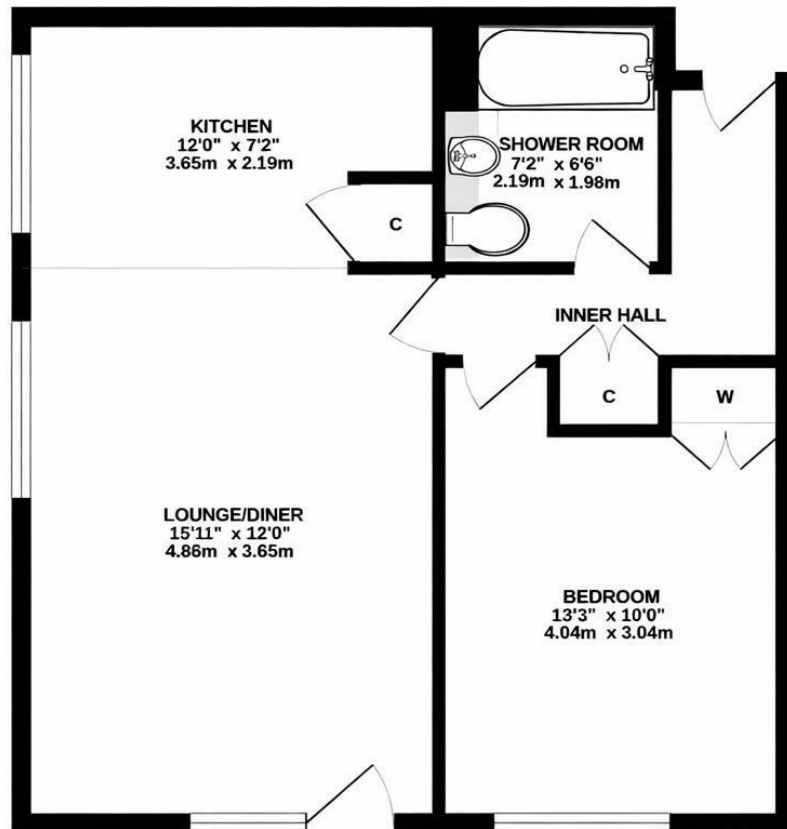 KITCHEN
12'0" x 7'2"
3.65m x 2.19m
SHOWER ROOM
7'2" x 6'6"
2.19m x 1.98m
C
INNER HALL
C
W
LOUNGE/DINER
15'11" x 12'0"
4.86m x 3.65m
BEDROOM
13'3" x 10'0"
4.04m x 3.04m